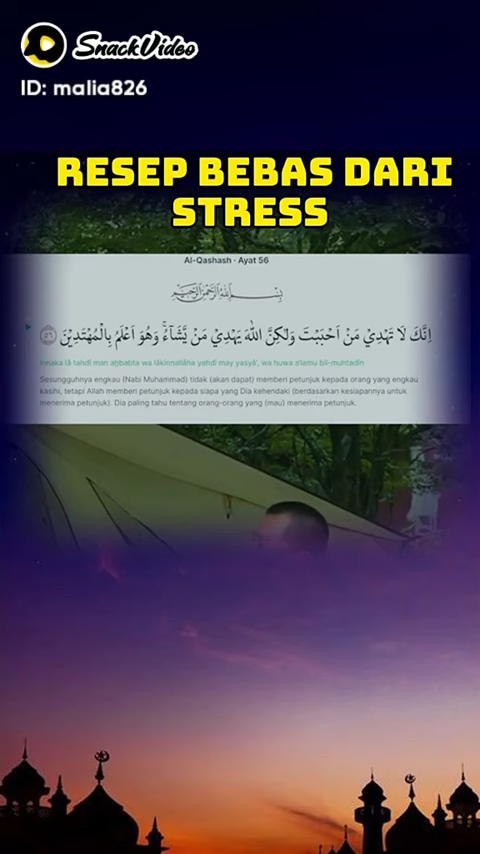 SnackVideo
ID: malia826
RESEP BEBAS DARI
STRESS
Al-Qashash · Ayat 56
بِسْمِ اللّٰهِ الرَّحْمٰنِ الرَّحِيْمِ
اِنَّكَ لَا تَهْدِيْ مَنْ اَحْبَبْتَ وَلٰكِنَّ اللّٰهَ يَهْدِيْ مَنْ يَّشَاۤءُ ۚوَهُوَ اَعْلَمُ بِالْمُهْتَدِيْنَ ٥٦
innaka lā tahdī man aḥbabta wa lākinnallāha yahdī may yasyā', wa huwa a'lamu bil-muhtadīn
Sesungguhnya engkau (Nabi Muhammad) tidak (akan dapat) memberi petunjuk kepada orang yang engkau
kasihi, tetapi Allah memberi petunjuk kepada siapa yang Dia kehendaki (berdasarkan kesiapannya untuk
menerima petunjuk). Dia paling tahu tentang orang-orang yang (mau) menerima petunjuk.